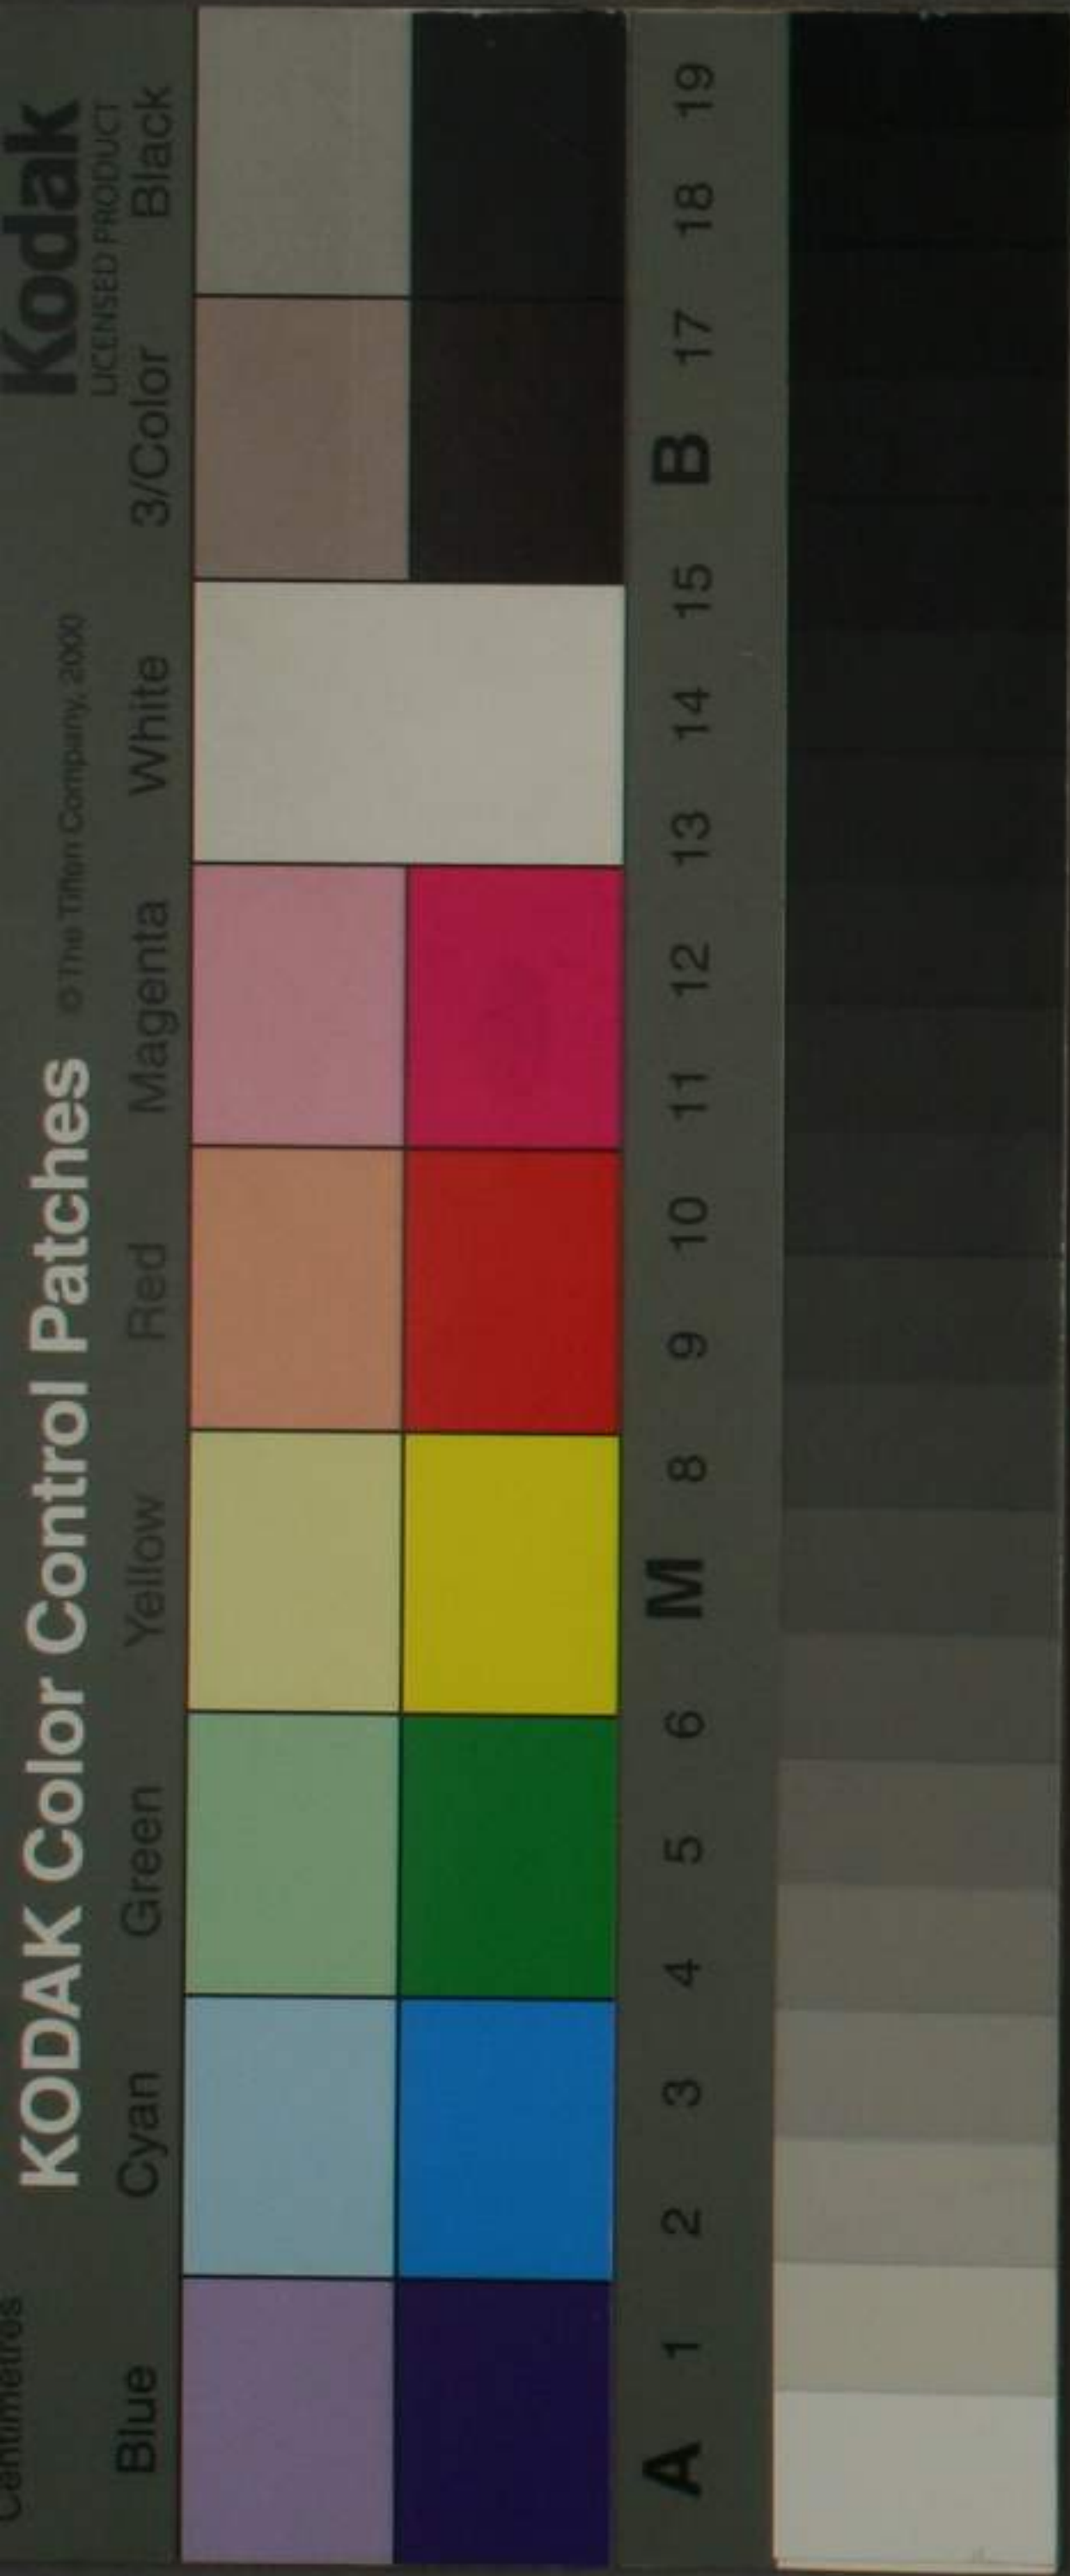 Centimetres
KODAK Color Control Patches
© The Tiffen Company, 2000
Kodak
LICENSED PRODUCT
Blue Cyan Green Yellow Red Magenta White 3/Color Black
A 1 2 3 4 5 6 M 8 9 10 11 12 13 14 15 B 17 18 19